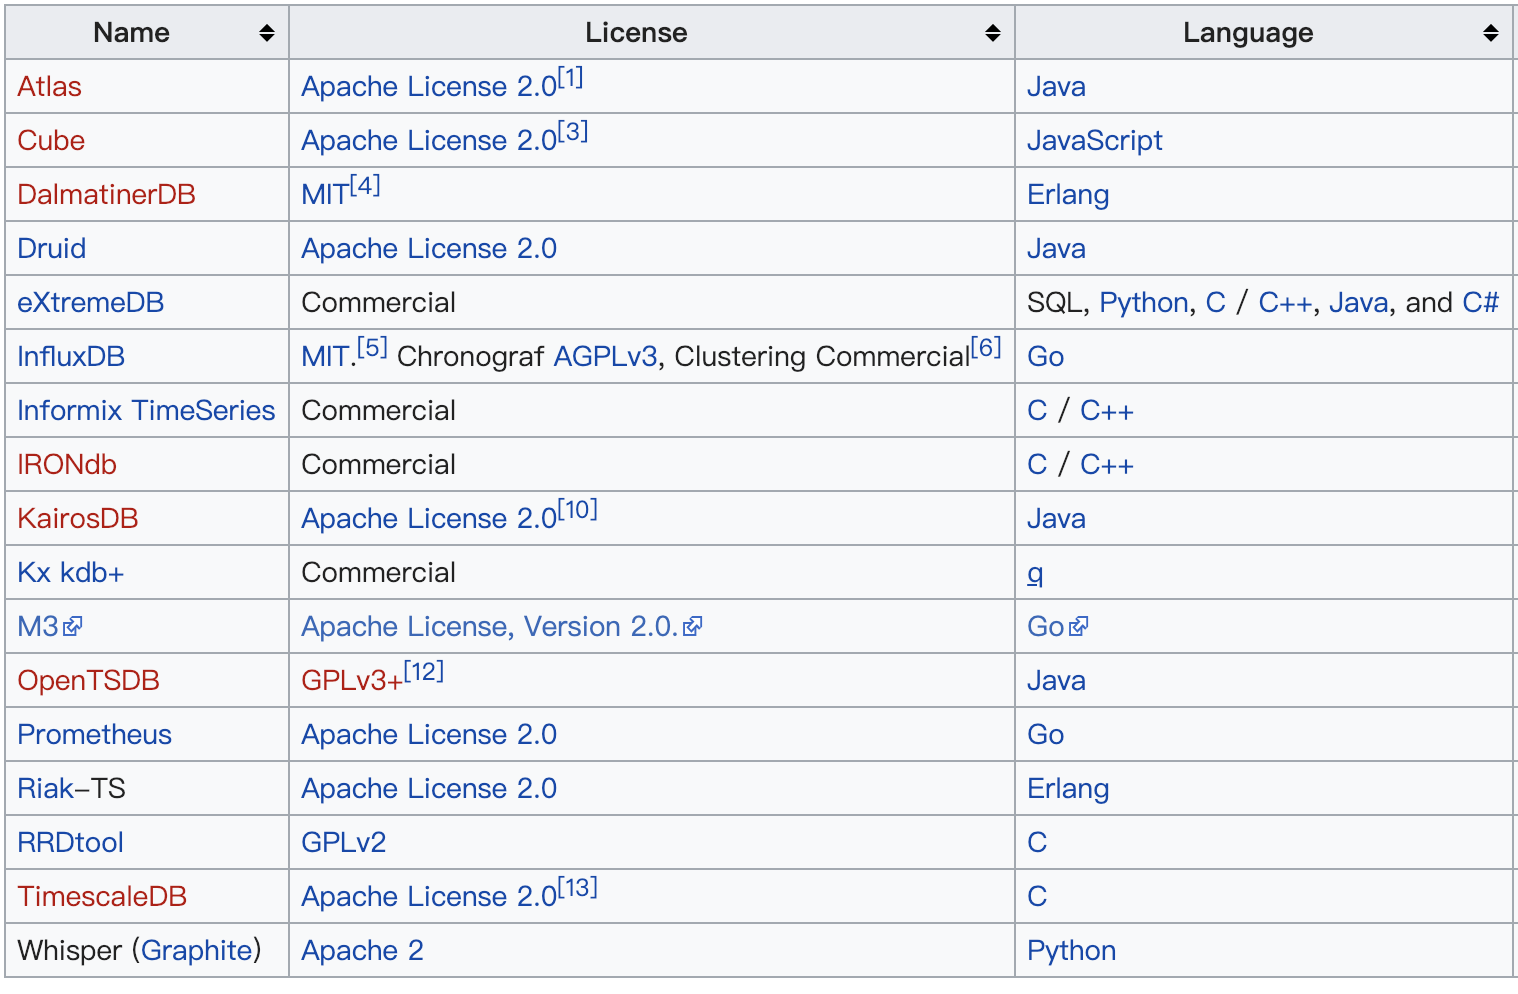 Name License Language
Atlas Apache License 2.0[1] Java
Cube Apache License 2.0[3] JavaScript
DalmatinerDB MIT[4] Erlang
Druid Apache License 2.0 Java
eXtremeDB Commercial SQL, Python, C / C++, Java, and C#
InfluxDB MIT.[5] Chronograf AGPLv3, Clustering Commercial[6] Go
Informix TimeSeries Commercial C / C++
IRONdb Commercial C / C++
KairosDB Apache License 2.0[10] Java
Kx kdb+ Commercial q
M3 Apache License, Version 2.0. Go
OpenTSDB GPLv3+[12] Java
Prometheus Apache License 2.0 Go
Riak–TS Apache License 2.0 Erlang
RRDtool GPLv2 C
TimescaleDB Apache License 2.0[13] C
Whisper (Graphite) Apache 2 Python